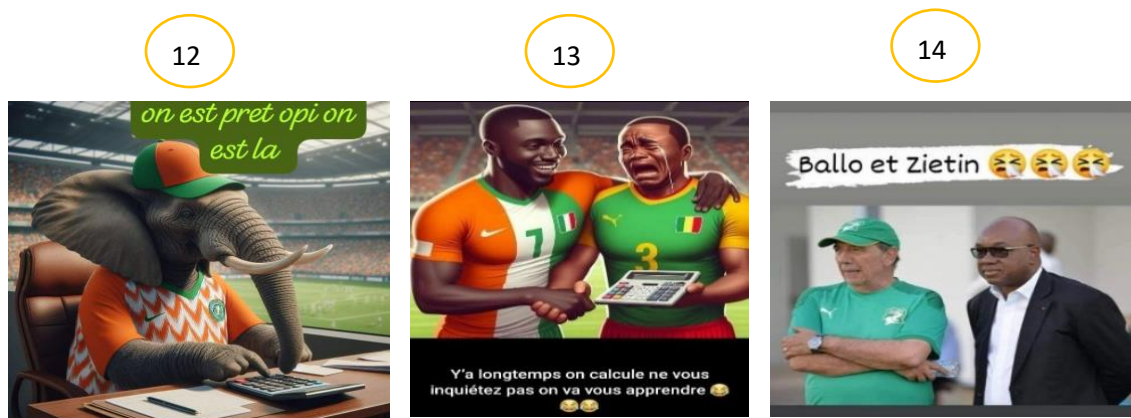 12
13
14
on est pret opi on
est la
7
3
Y'a longtemps on calcule ne vous
inquiétez pas on va vous apprendre 😂
😂😂
Ballo et Zietin 🤧🤧🤧